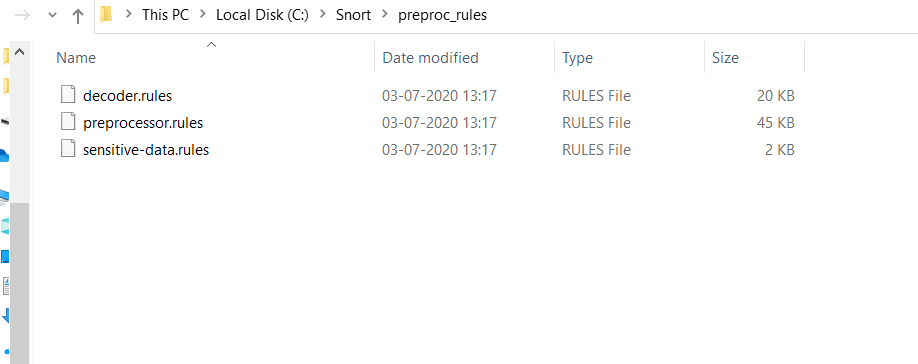 This PC > Local Disk (C:) > Snort > preproc_rules
Name Date modified Type Size
decoder.rules 03-07-2020 13:17 RULES File 20 KB
preprocessor.rules 03-07-2020 13:17 RULES File 45 KB
sensitive-data.rules 03-07-2020 13:17 RULES File 2 KB